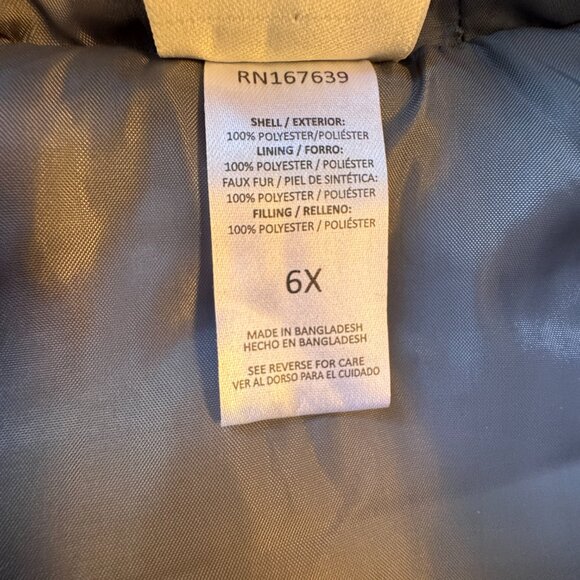 RN167639
SHELL / EXTERIOR:
100% POLYESTER/POLIÉSTER
LINING / FORRO:
100% POLYESTER / POLIÉSTER
FAUX FUR / PIEL DE SINTÉTICA:
100% POLYESTER / POLIÉSTER
FILLING / RELLENO:
100% POLYESTER / POLIÉSTER
6X
MADE IN BANGLADESH
HECHO EN BANGLADESH
SEE REVERSE FOR CARE
VER AL DORSO PARA EL CUIDADO